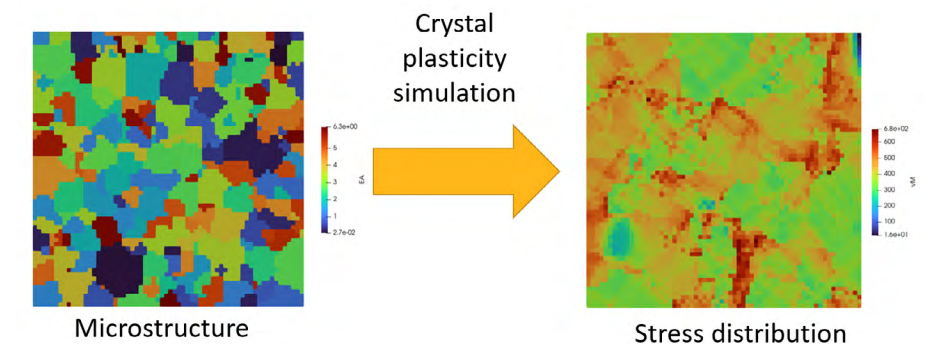 Crystal
plasticity
simulation
6.3e+00
5
4
3
2
1
2.7e-02
EA
6.8e+02
600
500
400
300
200
100
1.6e+01
vM
Microstructure
Stress distribution